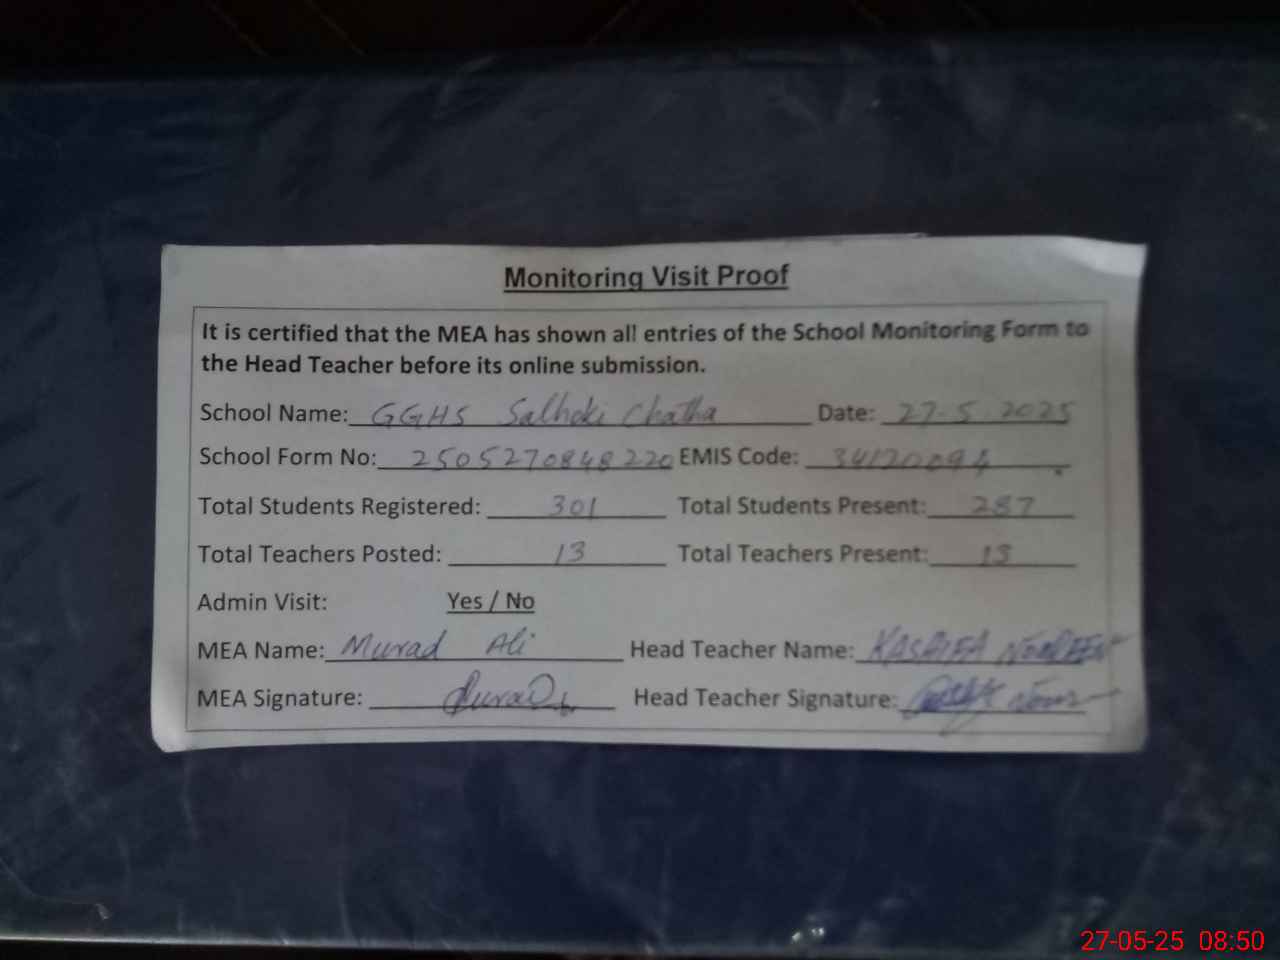 Monitoring Visit Proof
It is certified that the MEA has shown all entries of the School Monitoring Form to
the Head Teacher before its online submission.
School Name: GGHS Salhoki Chatha Date: 27-5-2025
School Form No: 250527084822O EMIS Code: 34120094
Total Students Registered: 301 Total Students Present: 287
Total Teachers Posted: 13 Total Teachers Present: 13
Admin Visit: Yes / No
MEA Name: Murad Ali Head Teacher Name: KASHIFA NOOREEN
MEA Signature: Murad Head Teacher Signature:
27-05-25 08:50